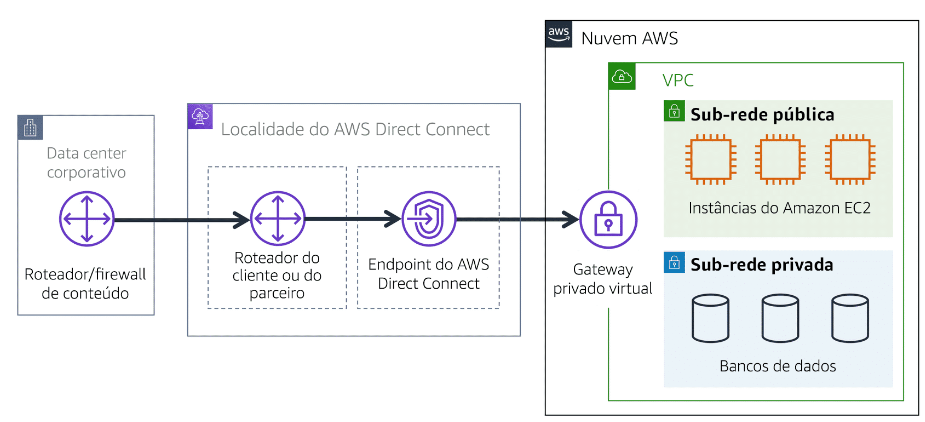 aws
Nuvem AWS
VPC
Sub-rede pública
Localidade do AWS Direct Connect
Data center
corporativo
Instâncias do Amazon EC2
Roteador/firewall
de conteúdo
Roteador do
cliente ou do
parceiro
Endpoint do AWS
Direct Connect
Gateway
privado virtual
Sub-rede privada
Bancos de dados